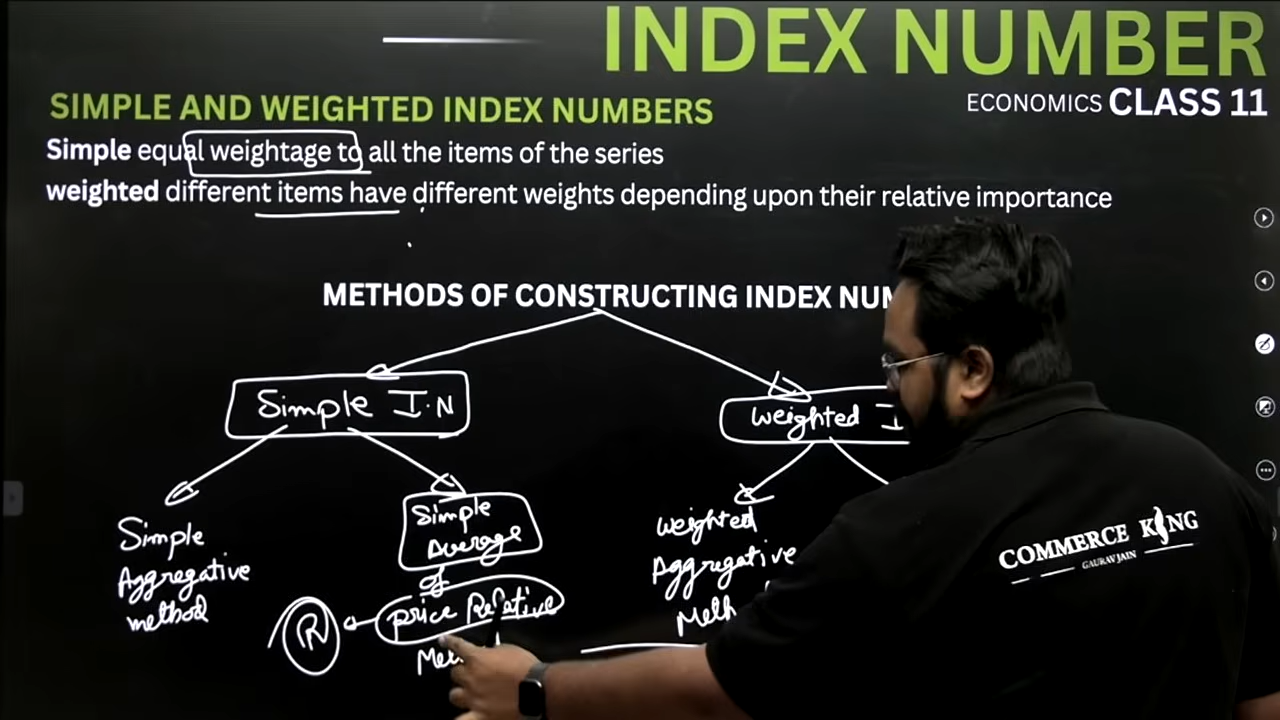 INDEX NUMBER
ECONOMICS CLASS 11
SIMPLE AND WEIGHTED INDEX NUMBERS
Simple equal weightage to all the items of the series
weighted different items have different weights depending upon their relative importance
METHODS OF CONSTRUCTING INDEX NUM
Simple I.N
Weighted I
Simple
Aggregative
method
Simple
Average
of
price Relative
Me
R
Weighted
Aggregative
Meth
COMMERCE KING
GAURAV JAIN